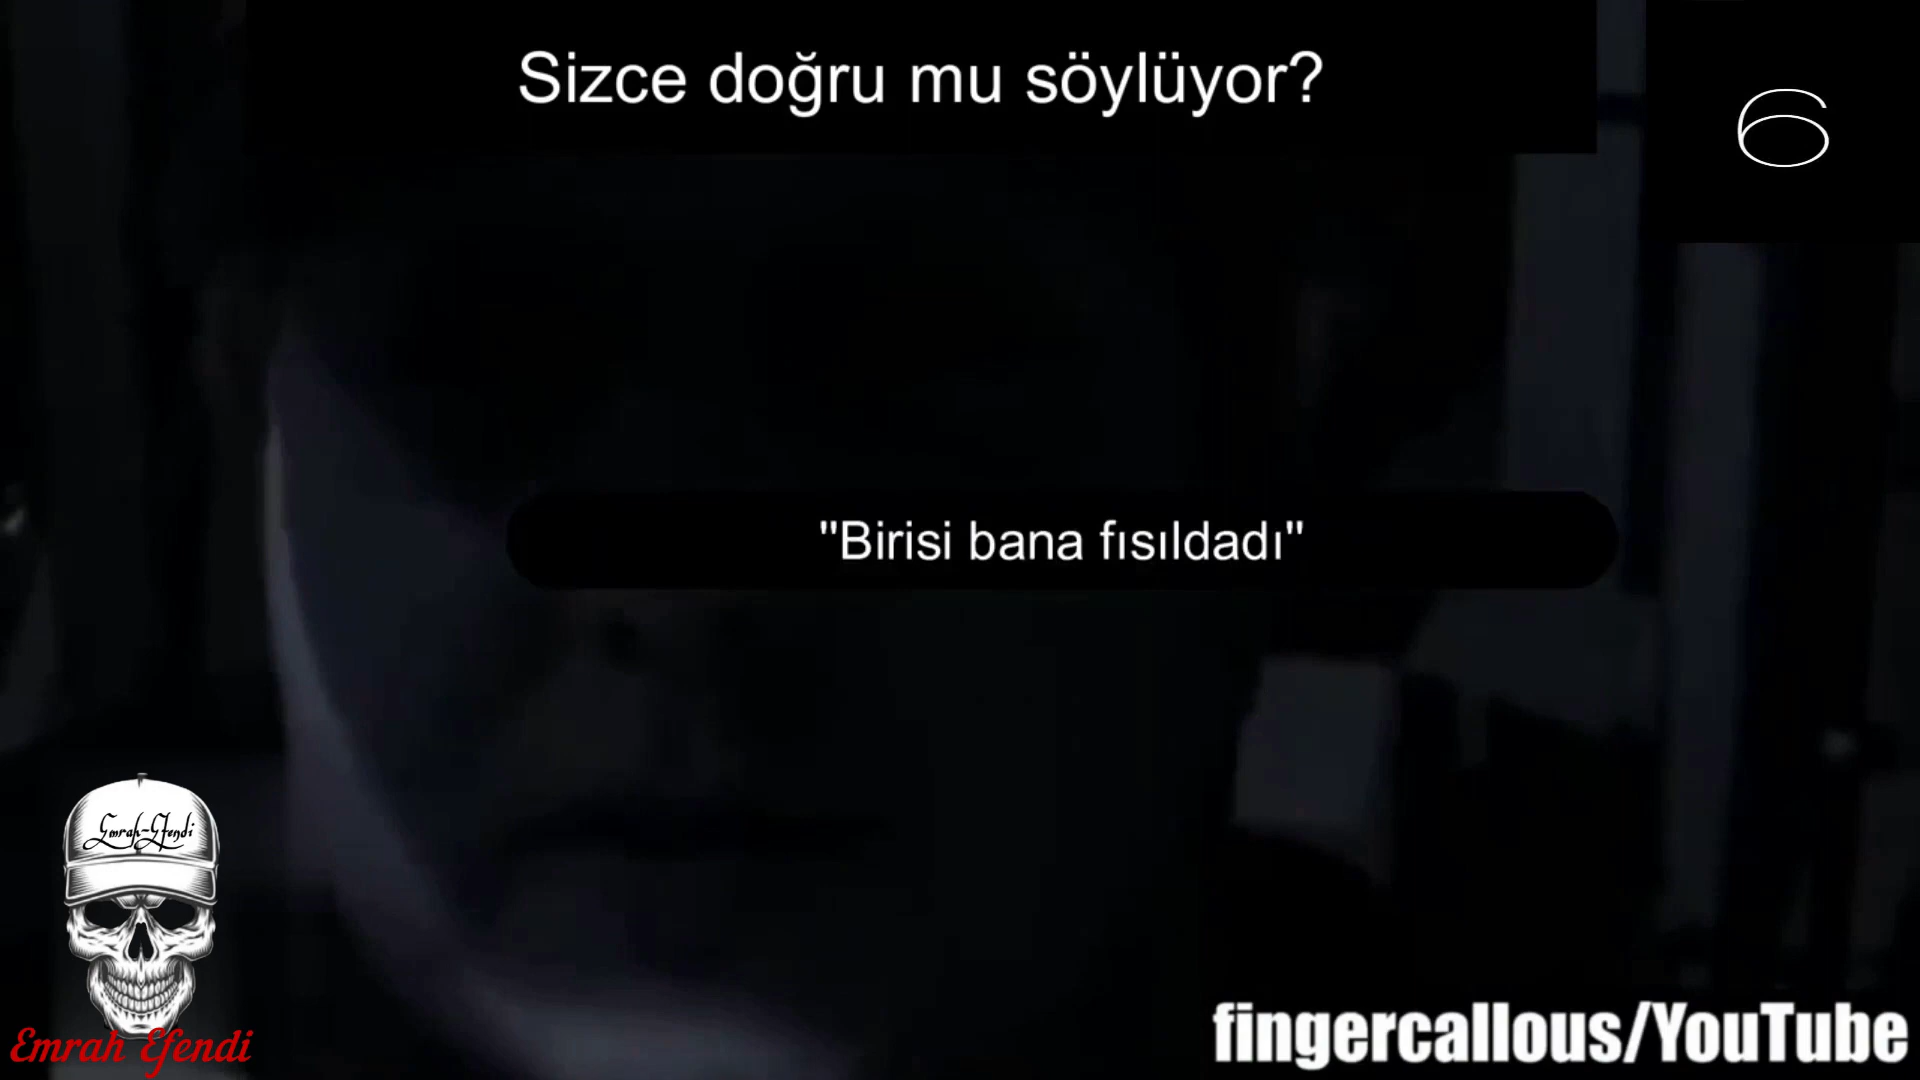 Sizce doğru mu söylüyor?
6
"Birisi bana fısıldadı"
Emrah-Efendi
Emrah Efendi
fingercallous/YouTube